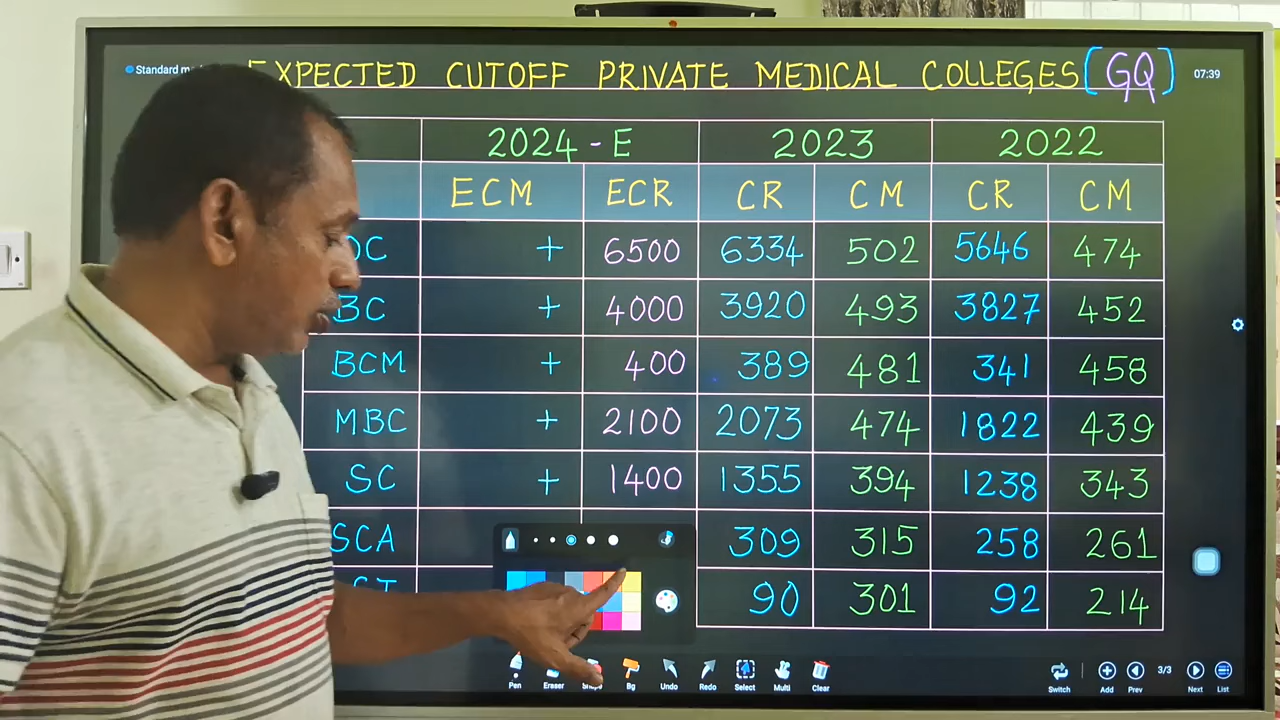 Standard
EXPECTED CUTOFF PRIVATE MEDICAL COLLEGES (GQ) 07:39
2024 - E 2023 2022
ECM ECR CR CM CR CM
OC + 6500 6334 502 5646 474
BC + 4000 3920 493 3827 452
BCM + 400 389 481 341 458
MBC + 2100 2073 474 1822 439
SC + 1400 1355 394 1238 343
SCA 309 315 258 261
90 301 92 214
Pen Eraser Shape Bg Undo Redo Select Multi Clear Switch Add Prev 3/3 Next List